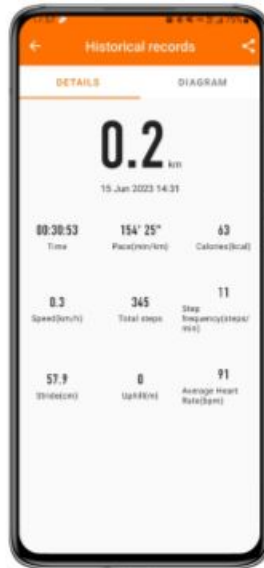 17:57
Historical records
DETAILS DIAGRAM
0.2 km
15 Jun 2023 14:31
00:30:53 154' 25" 63
Time Pace(min/km) Calories(kcal)
0.3 345 11
Speed(km/h) Total steps Step
frequency(steps/
min)
57.9 0 91
Stride(cm) Uphill(m) Average Heart
Rate(bpm)